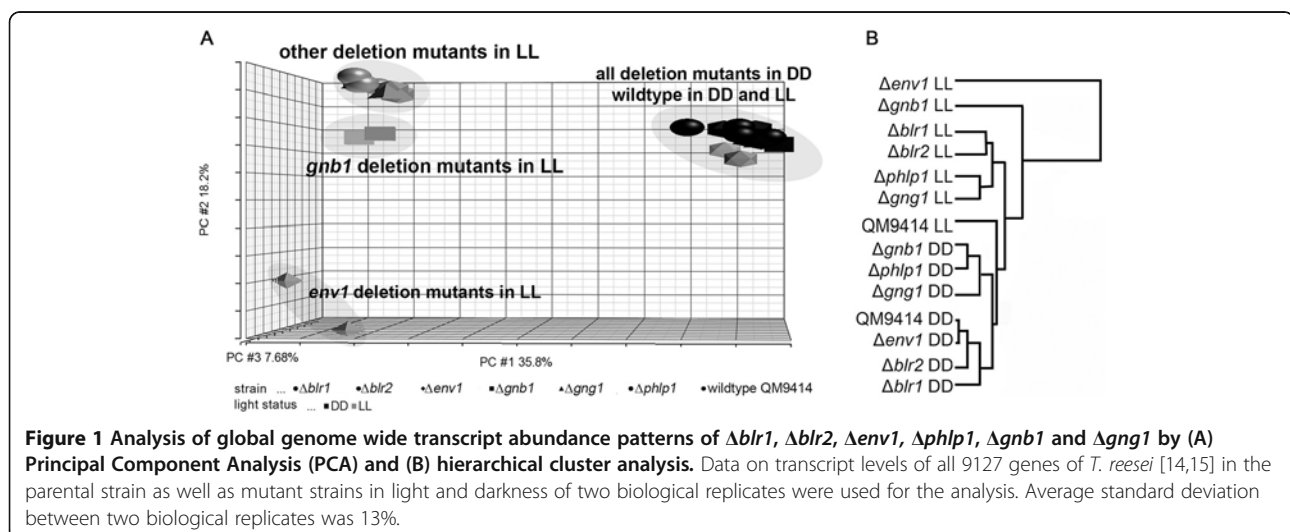 A
other deletion mutants in LL
all deletion mutants in DD
wildtype in DD and LL
gnb1 deletion mutants in LL
env1 deletion mutants in LL
PC #2 18.2%
PC #3 7.68%
PC #1 35.8%
strain ... •Δblr1 •Δblr2 •Δenv1 ■Δgnb1 ▲Δgng1 •Δphlp1 •wildtype QM9414
light status ... ■DD ■LL
B
Δenv1 LL
Δgnb1 LL
Δblr1 LL
Δblr2 LL
Δphlp1 LL
Δgng1 LL
QM9414 LL
Δgnb1 DD
Δphlp1 DD
Δgng1 DD
QM9414 DD
Δenv1 DD
Δblr2 DD
Δblr1 DD
Figure 1 Analysis of global genome wide transcript abundance patterns of Δblr1, Δblr2, Δenv1, Δphlp1, Δgnb1 and Δgng1 by (A)
Principal Component Analysis (PCA) and (B) hierarchical cluster analysis. Data on transcript levels of all 9127 genes of T. reesei [14,15] in the
parental strain as well as mutant strains in light and darkness of two biological replicates were used for the analysis. Average standard deviation
between two biological replicates was 13%.